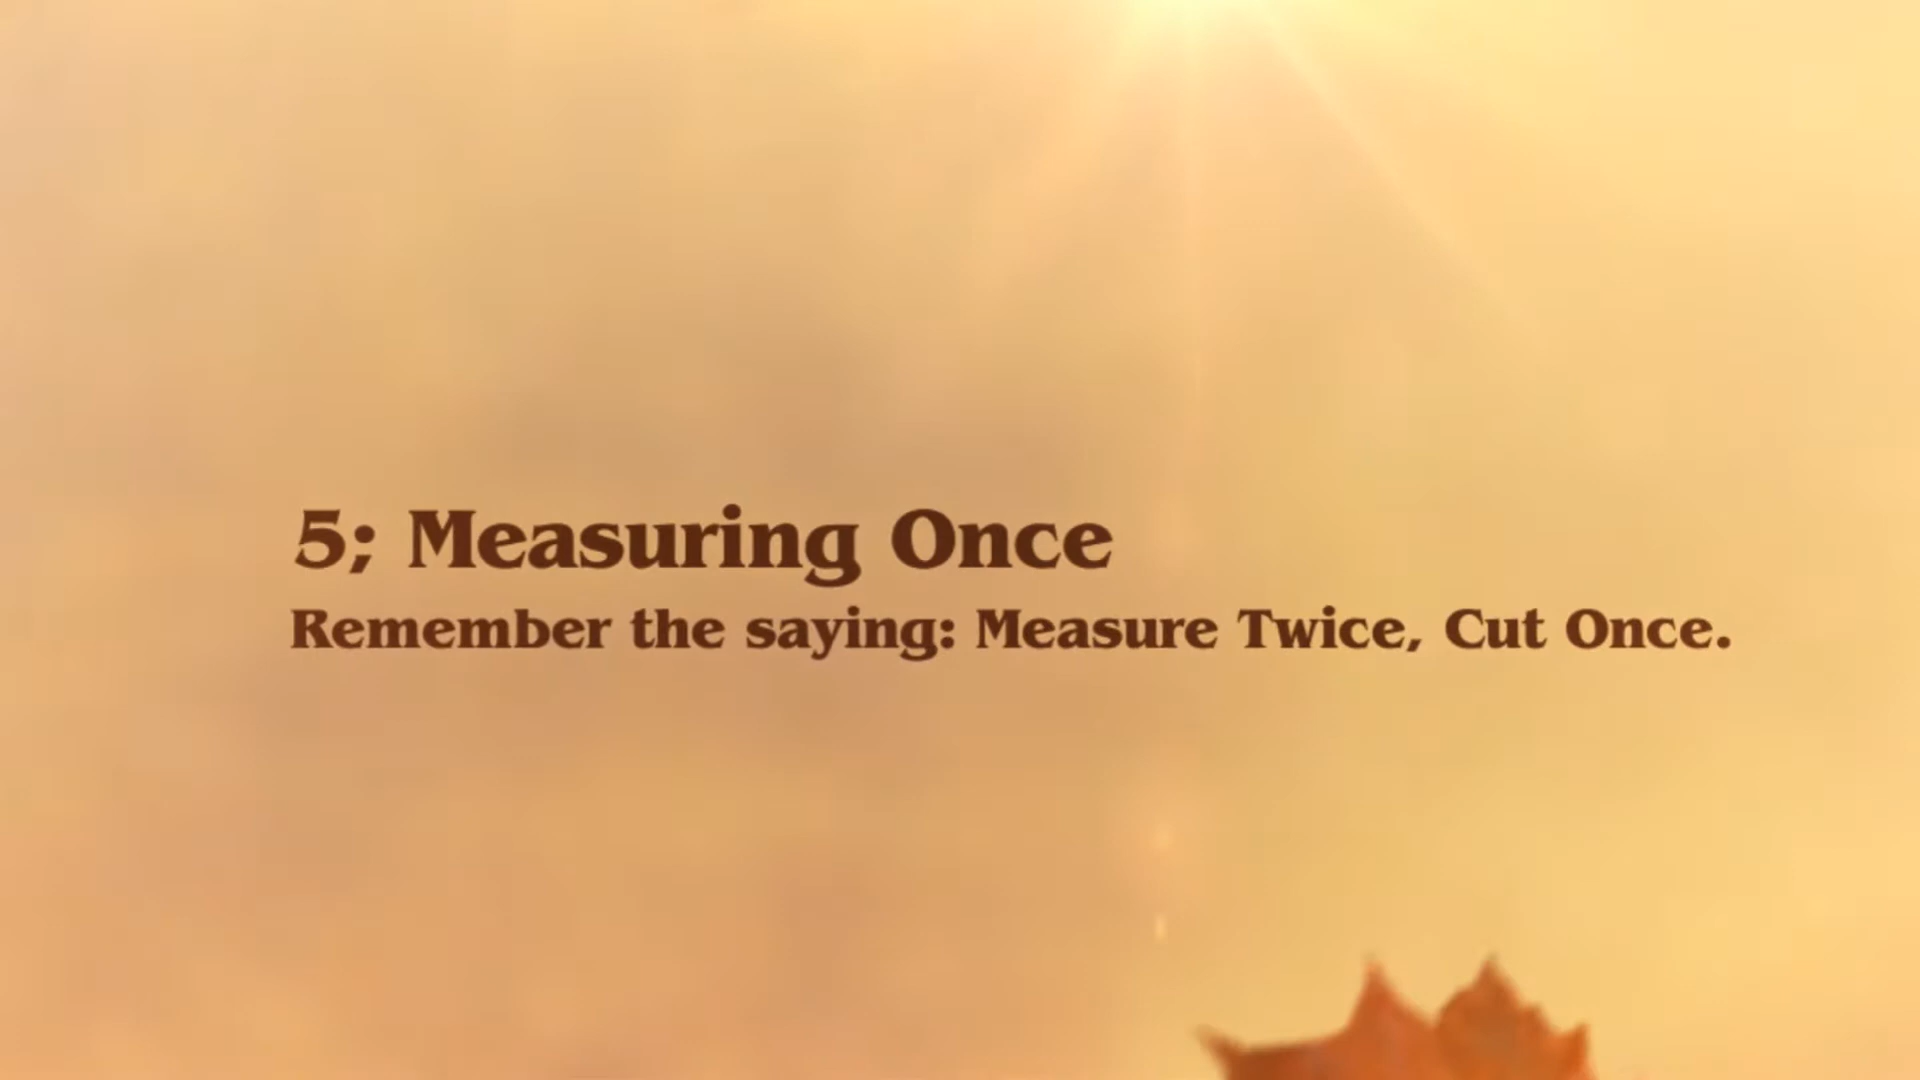 5; Measuring Once
Remember the saying: Measure Twice, Cut Once.